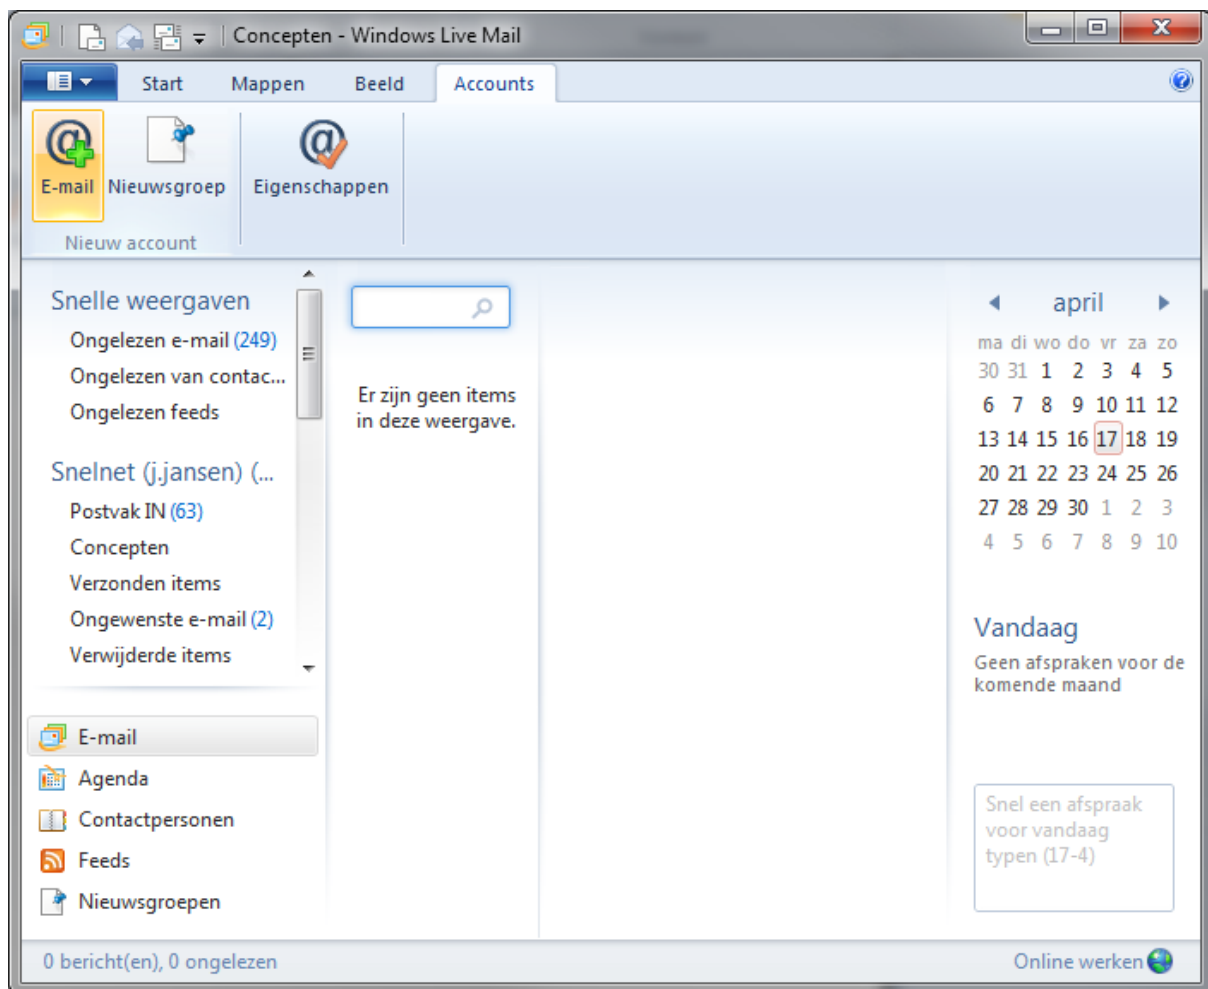 Concepten - Windows Live Mail
Start Mappen Beeld Accounts
E-mail Nieuwsgroep Eigenschappen
Nieuw account
Snelle weergaven
Ongelezen e-mail (249)
Ongelezen van contac...
Ongelezen feeds
Snelnet (j.jansen) (...
Postvak IN (63)
Concepten
Verzonden items
Ongewenste e-mail (2)
Verwijderde items
E-mail
Agenda
Contactpersonen
Feeds
Nieuwsgroepen
Er zijn geen items
in deze weergave.
april
ma di wo do vr za zo
30 31 1 2 3 4 5
6 7 8 9 10 11 12
13 14 15 16 17 18 19
20 21 22 23 24 25 26
27 28 29 30 1 2 3
4 5 6 7 8 9 10
Vandaag
Geen afspraken voor de
komende maand
Snel een afspraak
voor vandaag
typen (17-4)
0 bericht(en), 0 ongelezen
Online werken